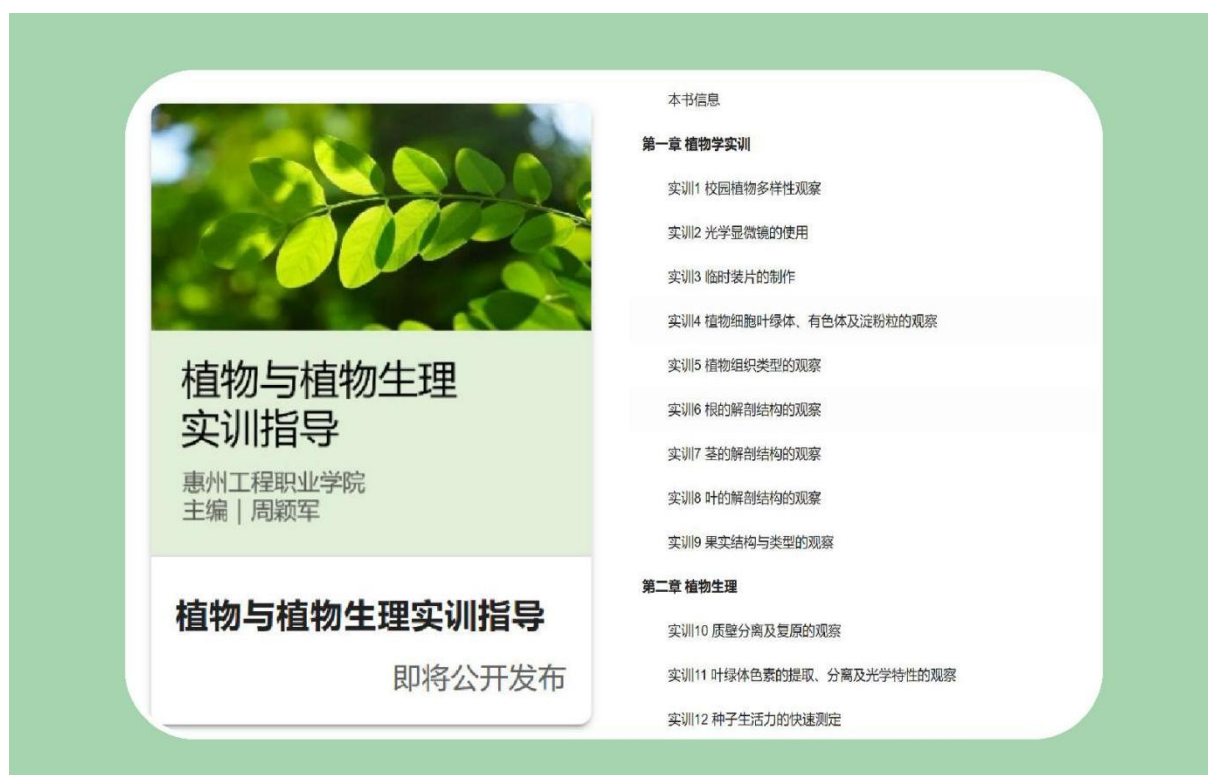 植物与植物生理
实训指导
惠州工程职业学院
主编 | 周颖军
植物与植物生理实训指导
即将公开发布
本书信息
第一章 植物学实训
实训1 校园植物多样性观察
实训2 光学显微镜的使用
实训3 临时装片的制作
实训4 植物细胞叶绿体、有色体及淀粉粒的观察
实训5 植物组织类型的观察
实训6 根的解剖结构的观察
实训7 茎的解剖结构的观察
实训8 叶的解剖结构的观察
实训9 果实结构与类型的观察
第二章 植物生理
实训10 质壁分离及复原的观察
实训11 叶绿体色素的提取、分离及光学特性的观察
实训12 种子生活力的快速测定